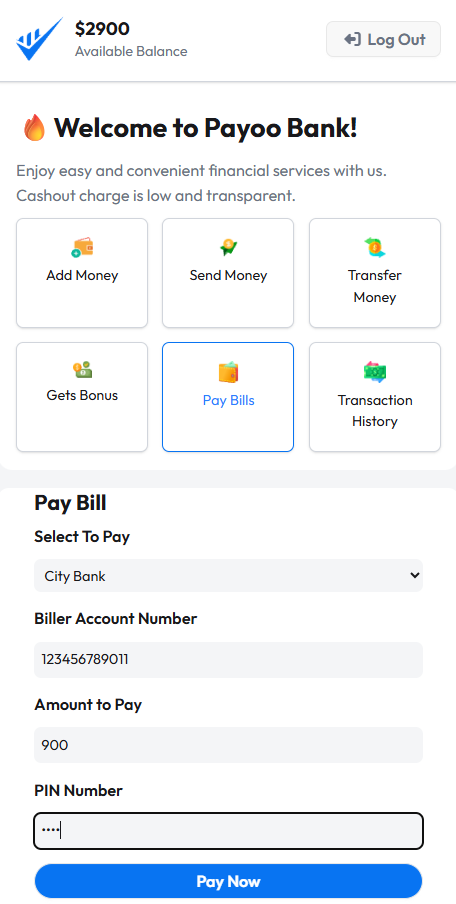 $2900
Available Balance
Log Out
Welcome to Payoo Bank!
Enjoy easy and convenient financial services with us.
Cashout charge is low and transparent.
Add Money
Send Money
Transfer
Money
Gets Bonus
Pay Bills
Transaction
History
Pay Bill
Select To Pay
City Bank
Biller Account Number
123456789011
Amount to Pay
900
PIN Number
••••
Pay Now